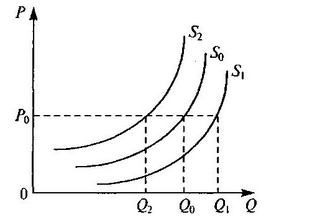 P
S₂
S₀
S₁
P₀
0
Q₂ Q₀ Q₁ Q